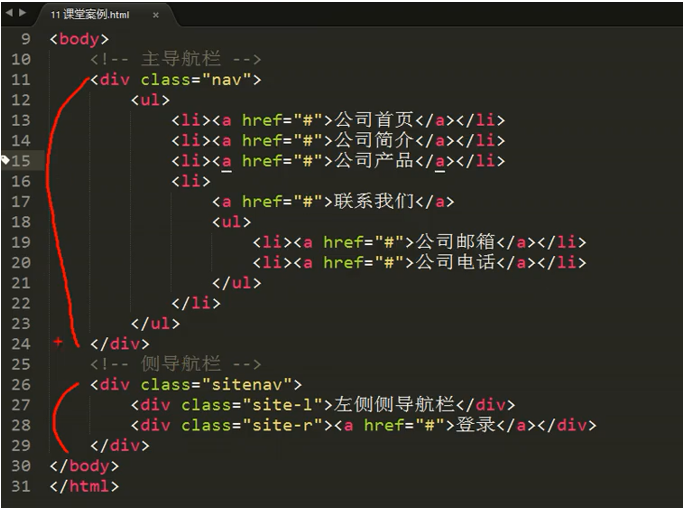 11 课堂案例.html ×
9 <body>
10 <!-- 主导航栏 -->
11 <div class="nav">
12 <ul>
13 <li><a href="#">公司首页</a></li>
14 <li><a href="#">公司简介</a></li>
15 <li><a href="#">公司产品</a></li>
16 <li>
17 <a href="#">联系我们</a>
18 <ul>
19 <li><a href="#">公司邮箱</a></li>
20 <li><a href="#">公司电话</a></li>
21 </ul>
22 </li>
23 </ul>
24 </div>
25 <!-- 侧导航栏 -->
26 <div class="sitenav">
27 <div class="site-l">左侧侧导航栏</div>
28 <div class="site-r"><a href="#">登录</a></div>
29 </div>
30 </body>
31 </html>